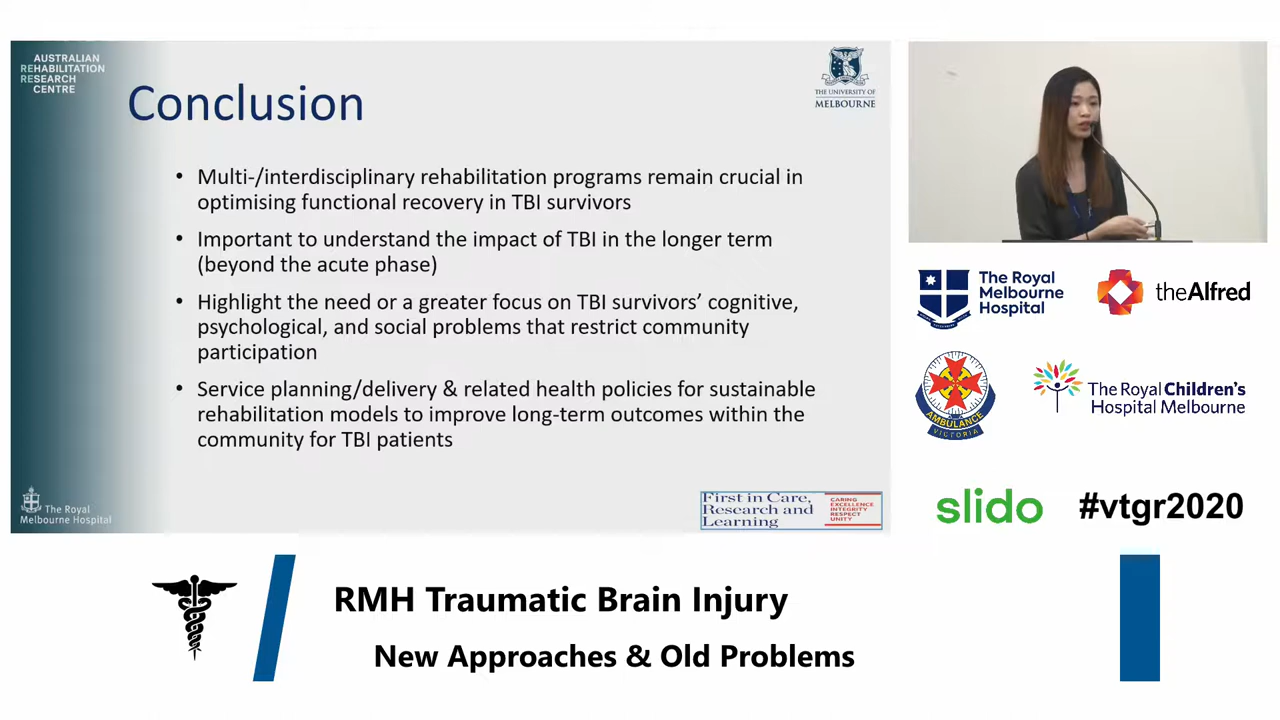 AUSTRALIAN
REHABILITATION
RESEARCH
CENTRE
Conclusion
THE UNIVERSITY OF
MELBOURNE
• Multi-/interdisciplinary rehabilitation programs remain crucial in
optimising functional recovery in TBI survivors
• Important to understand the impact of TBI in the longer term
(beyond the acute phase)
• Highlight the need or a greater focus on TBI survivors’ cognitive,
psychological, and social problems that restrict community
participation
• Service planning/delivery & related health policies for sustainable
rehabilitation models to improve long-term outcomes within the
community for TBI patients
The Royal
Melbourne Hospital
First in Care,
Research and
Learning
CARING
EXCELLENCE
INTEGRITY
RESPECT
UNITY
The Royal
Melbourne
Hospital
theAlfred
AMBULANCE
VICTORIA
The Royal Children's
Hospital Melbourne
slido
#vtgr2020
RMH Traumatic Brain Injury
New Approaches & Old Problems